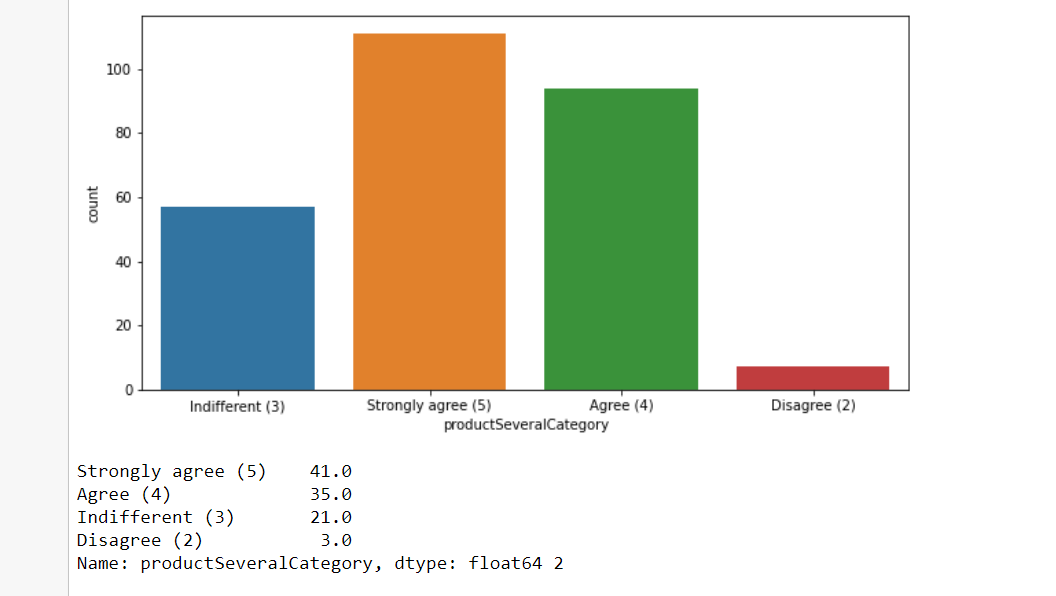 100
80
60
40
20
0
count
Indifferent (3) Strongly agree (5) Agree (4) Disagree (2)
productSeveralCategory
Strongly agree (5)    41.0
Agree (4)             35.0
Indifferent (3)       21.0
Disagree (2)           3.0
Name: productSeveralCategory, dtype: float64 2